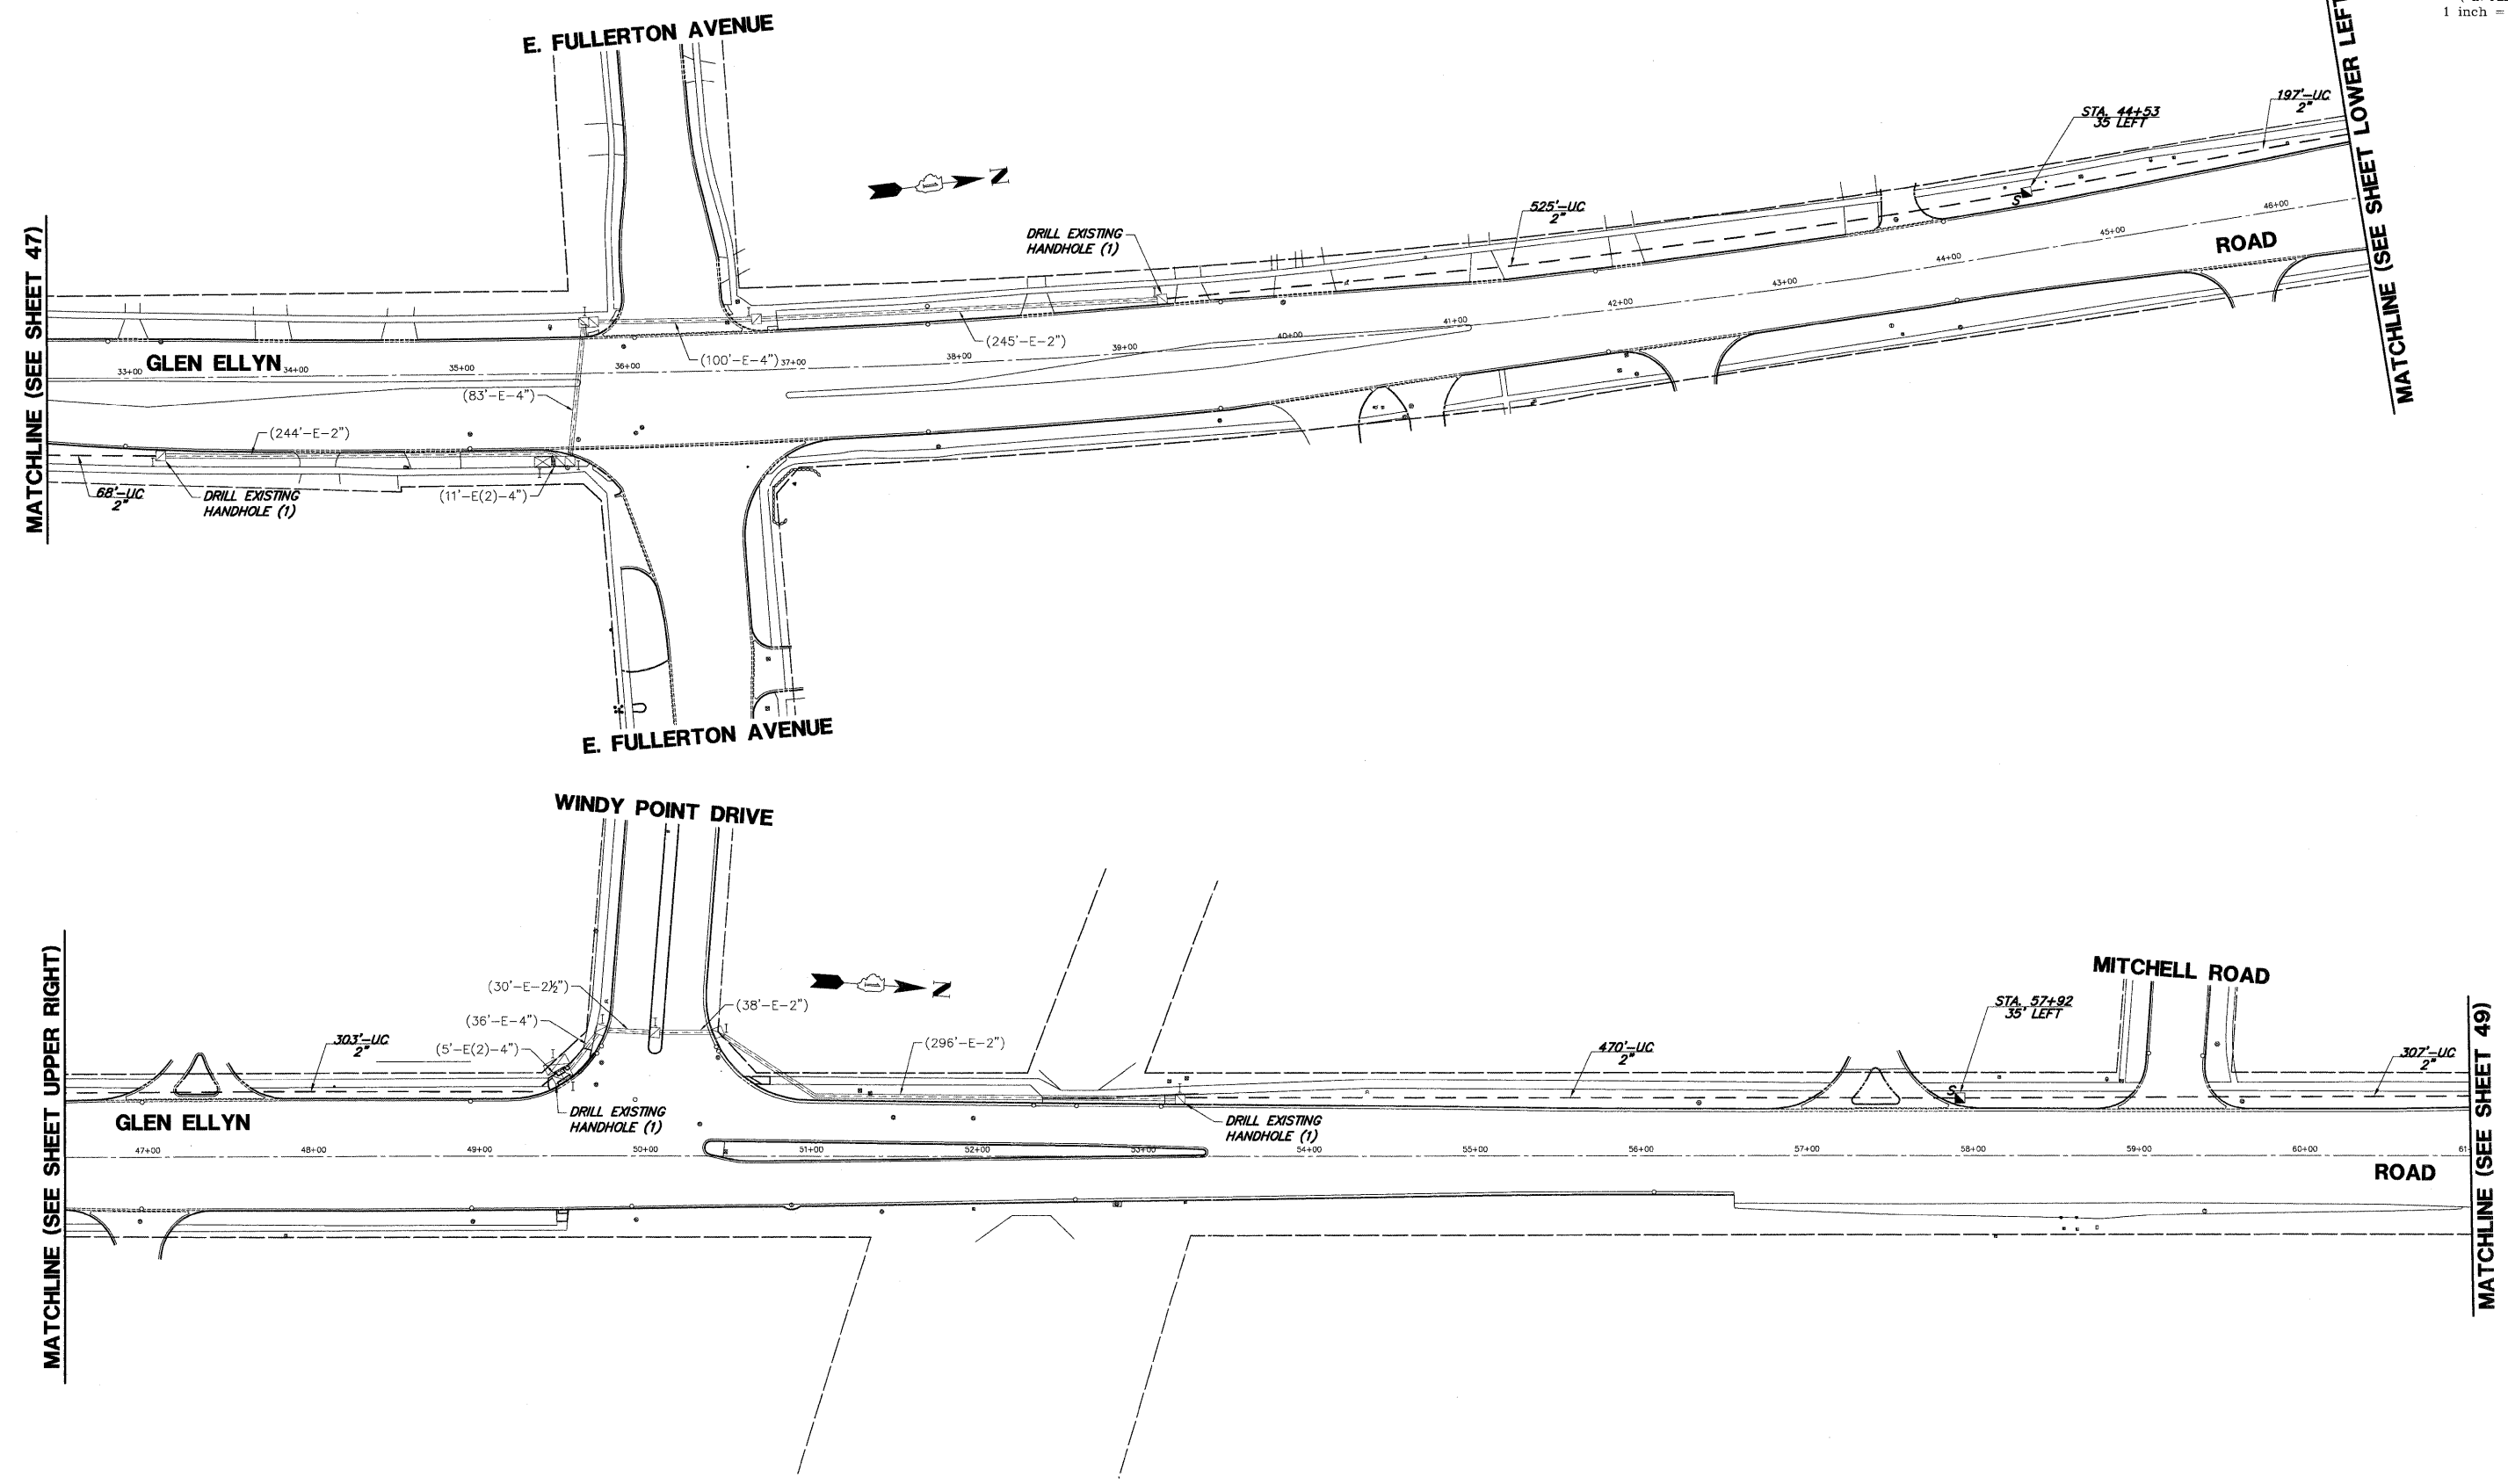 1 inch =
E. FULLERTON AVENUE
MATCHLINE (SEE SHEET LOWER LEFT
197'-UC
2"
STA. 44+53
35 LEFT
S
N
525'-UC
2"
DRILL EXISTING
HANDHOLE (1)
MATCHLINE (SEE SHEET 47)
GLEN ELLYN
ROAD
33+00
34+00
35+00
36+00
37+00
38+00
39+00
40+00
41+00
42+00
43+00
44+00
45+00
46+00
(100'-E-4")
(245'-E-2")
(83'-E-4")
(244'-E-2")
(11'-E(2)-4")
68'-UC
2"
DRILL EXISTING
HANDHOLE (1)
E. FULLERTON AVENUE
WINDY POINT DRIVE
MATCHLINE (SEE SHEET UPPER RIGHT)
N
MITCHELL ROAD
STA. 57+92
35' LEFT
S
(30'-E-2½")
(38'-E-2")
(36'-E-4")
(5'-E(2)-4")
303'-UC
2"
(296'-E-2")
470'-UC
2"
307'-UC
2"
DRILL EXISTING
HANDHOLE (1)
DRILL EXISTING
HANDHOLE (1)
GLEN ELLYN
47+00
48+00
49+00
50+00
51+00
52+00
53+00
54+00
55+00
56+00
57+00
58+00
59+00
60+00
61+
ROAD
MATCHLINE (SEE SHEET 49)